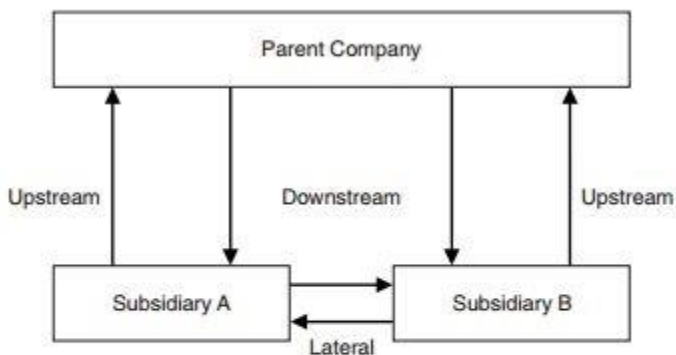 Parent Company
Upstream
Downstream
Upstream
Subsidiary A
Subsidiary B
Lateral